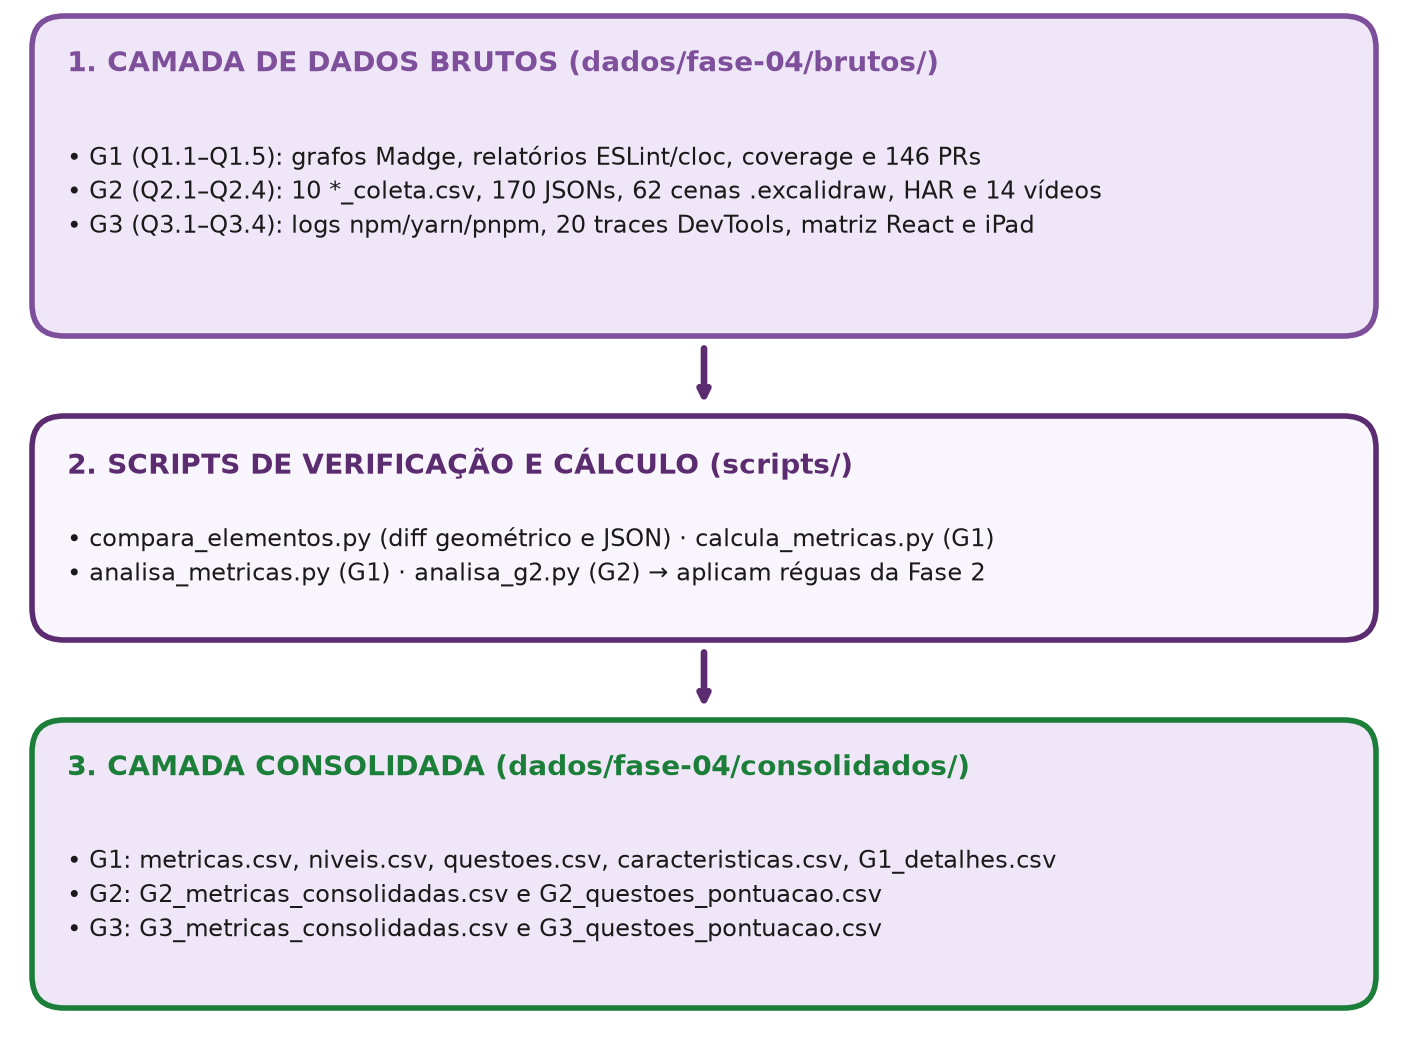 1. CAMADA DE DADOS BRUTOS (dados/fase-04/brutos/)
• G1 (Q1.1–Q1.5): grafos Madge, relatórios ESLint/cloc, coverage e 146 PRs
• G2 (Q2.1–Q2.4): 10 *_coleta.csv, 170 JSONs, 62 cenas .excalidraw, HAR e 14 vídeos
• G3 (Q3.1–Q3.4): logs npm/yarn/pnpm, 20 traces DevTools, matriz React e iPad
2. SCRIPTS DE VERIFICAÇÃO E CÁLCULO (scripts/)
• compara_elementos.py (diff geométrico e JSON) · calcula_metricas.py (G1)
• analisa_metricas.py (G1) · analisa_g2.py (G2) → aplicam réguas da Fase 2
3. CAMADA CONSOLIDADA (dados/fase-04/consolidados/)
• G1: metricas.csv, niveis.csv, questoes.csv, caracteristicas.csv, G1_detalhes.csv
• G2: G2_metricas_consolidadas.csv e G2_questoes_pontuacao.csv
• G3: G3_metricas_consolidadas.csv e G3_questoes_pontuacao.csv